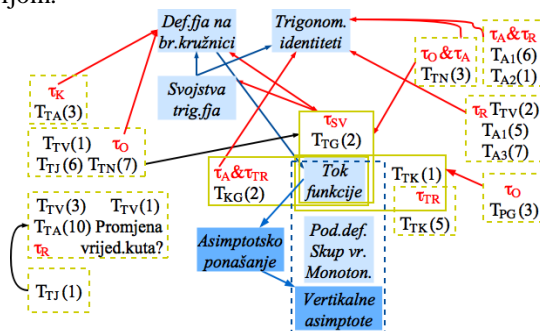 ijom.
Def.fja na
br.kružnici
Trigonom.
identiteti
Svojstva
trig.fja
τK
TTA(3)
TTV(1) τO
TTJ(6) TTN(7)
TTV(3) TTV(1)
TTA(10) Promjena
τR vrijed.kuta?
TTJ(1)
τSV
TTG(2)
τA&τTR
TKG(2)
Tok
funkcije
Asimptotsko
ponašanje
Pod.def.
Skup vr.
Monoton.
Vertikalne
asimptote
τO&τA
TTN(3)
τA&τR
TA1(6)
TA2(1)
τR TTV(2)
TA1(5)
TA3(7)
TTK(1)
τTR
TTK(5)
τO
TPG(3)